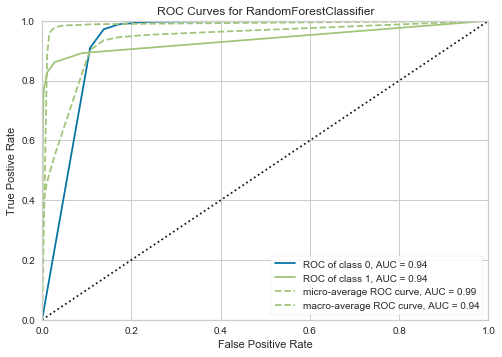 ROC Curves for RandomForestClassifier
True Postive Rate
1.0
0.8
0.6
0.4
0.2
0.0
0.0 0.2 0.4 0.6 0.8 1.0
False Positive Rate
ROC of class 0, AUC = 0.94
ROC of class 1, AUC = 0.94
micro-average ROC curve, AUC = 0.99
macro-average ROC curve, AUC = 0.94